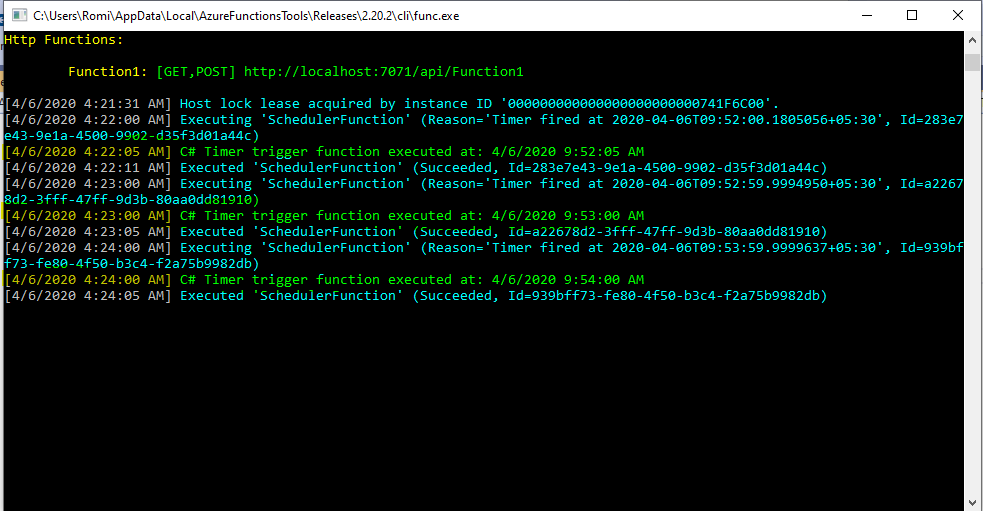 C:\Users\Romi\AppData\Local\AzureFunctionsTools\Releases\2.20.2\cli\func.exe
Http Functions:
Function1: [GET,POST] http://localhost:7071/api/Function1
[4/6/2020 4:21:31 AM] Host lock lease acquired by instance ID '000000000000000000000000741F6C00'.
[4/6/2020 4:22:00 AM] Executing 'SchedulerFunction' (Reason='Timer fired at 2020-04-06T09:52:00.1805056+05:30', Id=283e7
e43-9e1a-4500-9902-d35f3d01a44c)
[4/6/2020 4:22:05 AM] C# Timer trigger function executed at: 4/6/2020 9:52:05 AM
[4/6/2020 4:22:11 AM] Executed 'SchedulerFunction' (Succeeded, Id=283e7e43-9e1a-4500-9902-d35f3d01a44c)
[4/6/2020 4:23:00 AM] Executing 'SchedulerFunction' (Reason='Timer fired at 2020-04-06T09:52:59.9994950+05:30', Id=a2267
8d2-3fff-47ff-9d3b-80aa0dd81910)
[4/6/2020 4:23:00 AM] C# Timer trigger function executed at: 4/6/2020 9:53:00 AM
[4/6/2020 4:23:05 AM] Executed 'SchedulerFunction' (Succeeded, Id=a22678d2-3fff-47ff-9d3b-80aa0dd81910)
[4/6/2020 4:24:00 AM] Executing 'SchedulerFunction' (Reason='Timer fired at 2020-04-06T09:53:59.9999637+05:30', Id=939bf
f73-fe80-4f50-b3c4-f2a75b9982db)
[4/6/2020 4:24:00 AM] C# Timer trigger function executed at: 4/6/2020 9:54:00 AM
[4/6/2020 4:24:05 AM] Executed 'SchedulerFunction' (Succeeded, Id=939bff73-fe80-4f50-b3c4-f2a75b9982db)